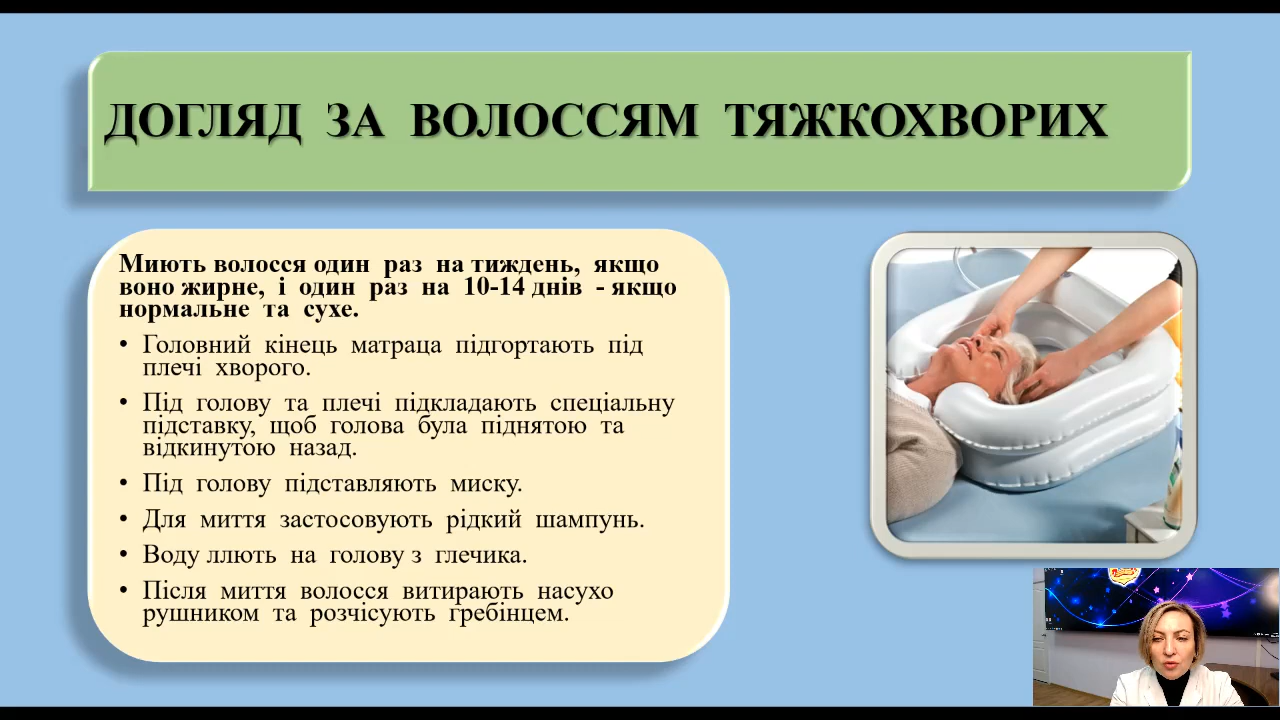 ДОГЛЯД ЗА ВОЛОССЯМ ТЯЖКОХВОРИХ
Миють волосся один раз на тиждень, якщо
воно жирне, і один раз на 10-14 днів - якщо
нормальне та сухе.
• Головний кінець матраца підгортають під
плечі хворого.
• Під голову та плечі підкладають спеціальну
підставку, щоб голова була піднятою та
відкинутою назад.
• Під голову підставляють миску.
• Для миття застосовують рідкий шампунь.
• Воду ллють на голову з глечика.
• Після миття волосся витирають насухо
рушником та розчісують гребінцем.